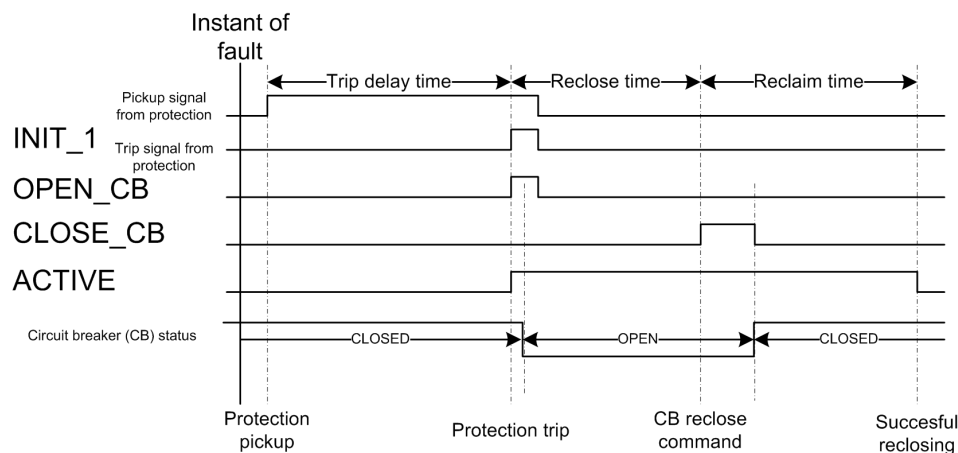 Instant of
fault
Trip delay time
Reclose time
Reclaim time
Pickup signal
from protection
INIT_1
Trip signal from
protection
OPEN_CB
CLOSE_CB
ACTIVE
Circuit breaker (CB) status
CLOSED
OPEN
CLOSED
Protection
pickup
Protection trip
CB reclose
command
Succesful
reclosing